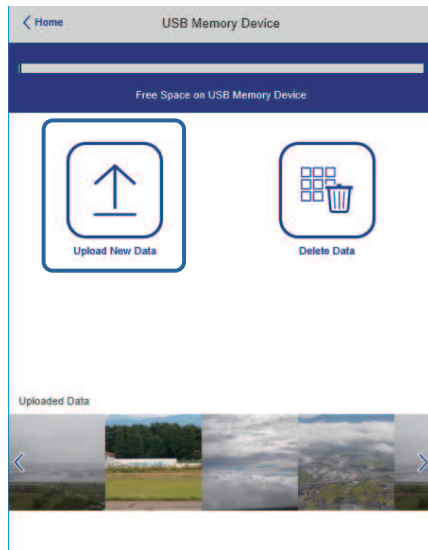 Home
USB Memory Device
Free Space on USB Memory Device
Upload New Data
Delete Data
Uploaded Data